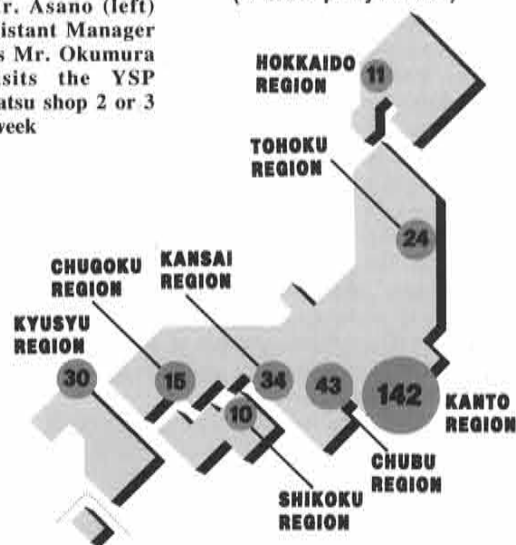 r. Asano (left)
istant Manager
s Mr. Okumura
sits the YSP
atsu shop 2 or 3
week
HOKKAIDO
REGION
11
TOHOKU
REGION
24
CHUGOKU
REGION
KANSAI
REGION
KYUSYU
REGION
30
15
34
43
142
10
KANTO
REGION
CHUBU
REGION
SHIKOKU
REGION